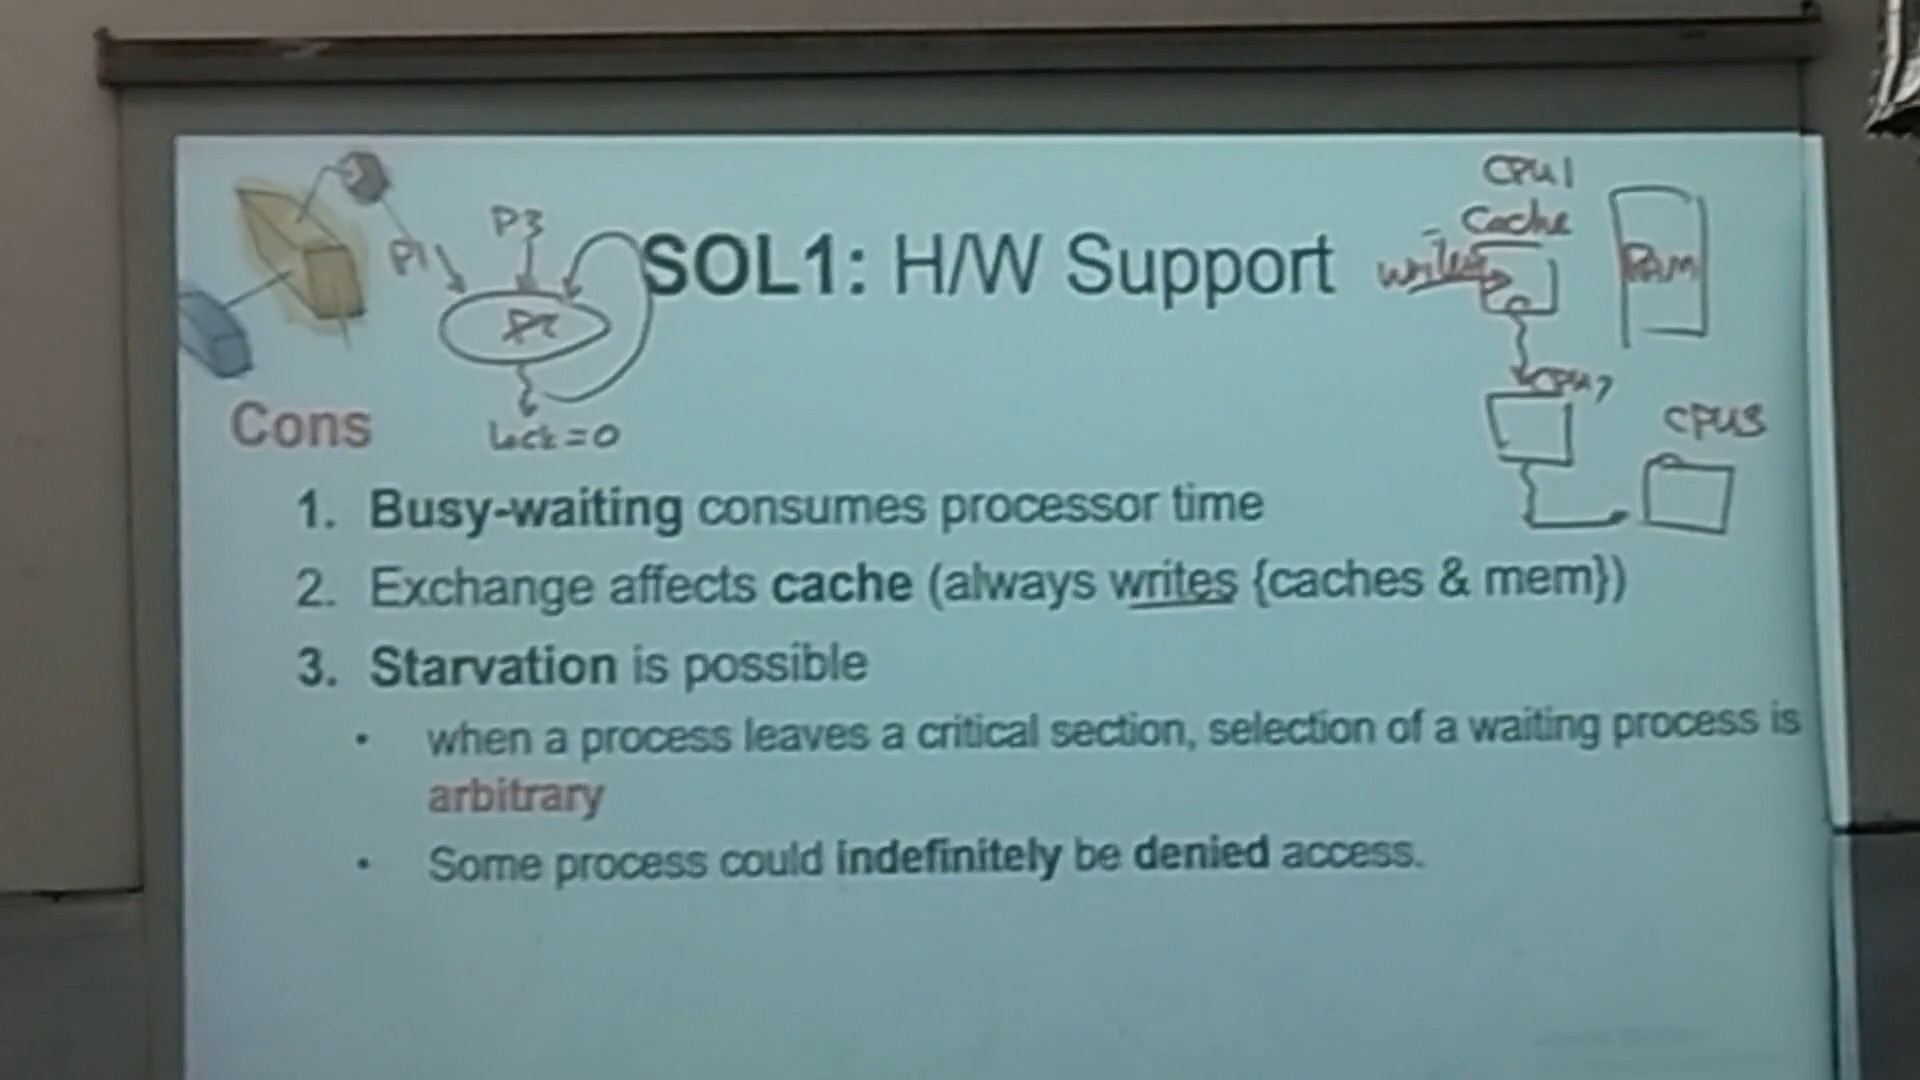 SOL1: H/W Support
P1
P3
lock=0
CPU1
Cache
writes
RAM
CPU3
Cons
1. Busy-waiting consumes processor time
2. Exchange affects cache (always writes {caches & mem})
3. Starvation is possible
• when a process leaves a critical section, selection of a waiting process is
arbitrary
• Some process could indefinitely be denied access.